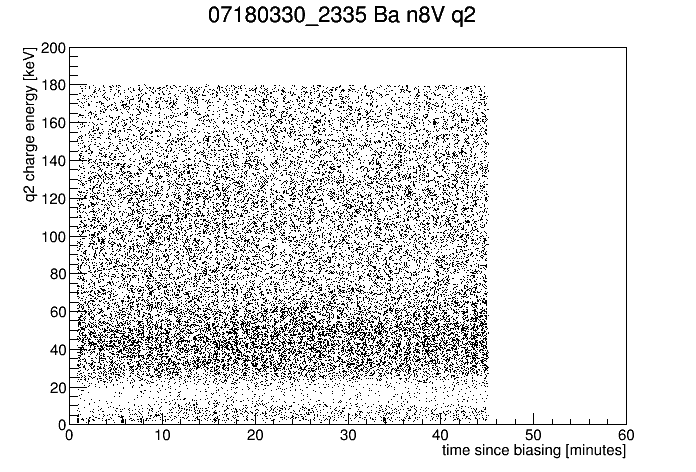 07180330_2335 Ba n8V q2
q2 charge energy [keV]
200
180
160
140
120
100
80
60
40
20
0
0 10 20 30 40 50 60
time since biasing [minutes]